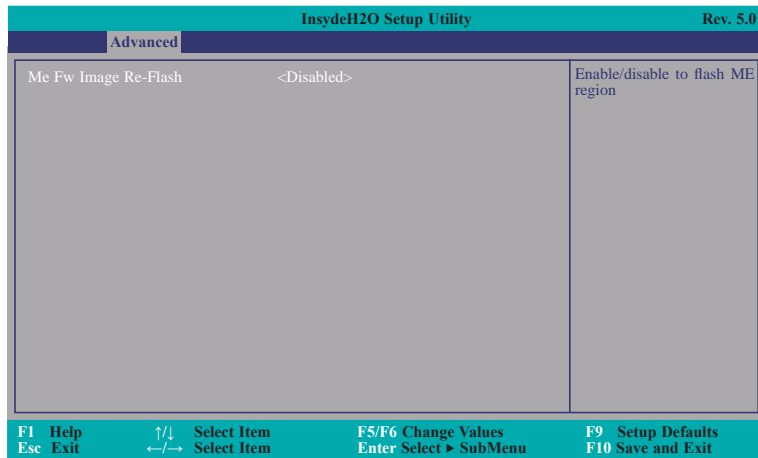 InsydeH2O Setup Utility Rev. 5.0
Advanced
Me Fw Image Re-Flash <Disabled>
Enable/disable to flash ME
region
F1 Help ↑/↓ Select Item F5/F6 Change Values F9 Setup Defaults
Esc Exit ←/→ Select Item Enter Select ▶ SubMenu F10 Save and Exit